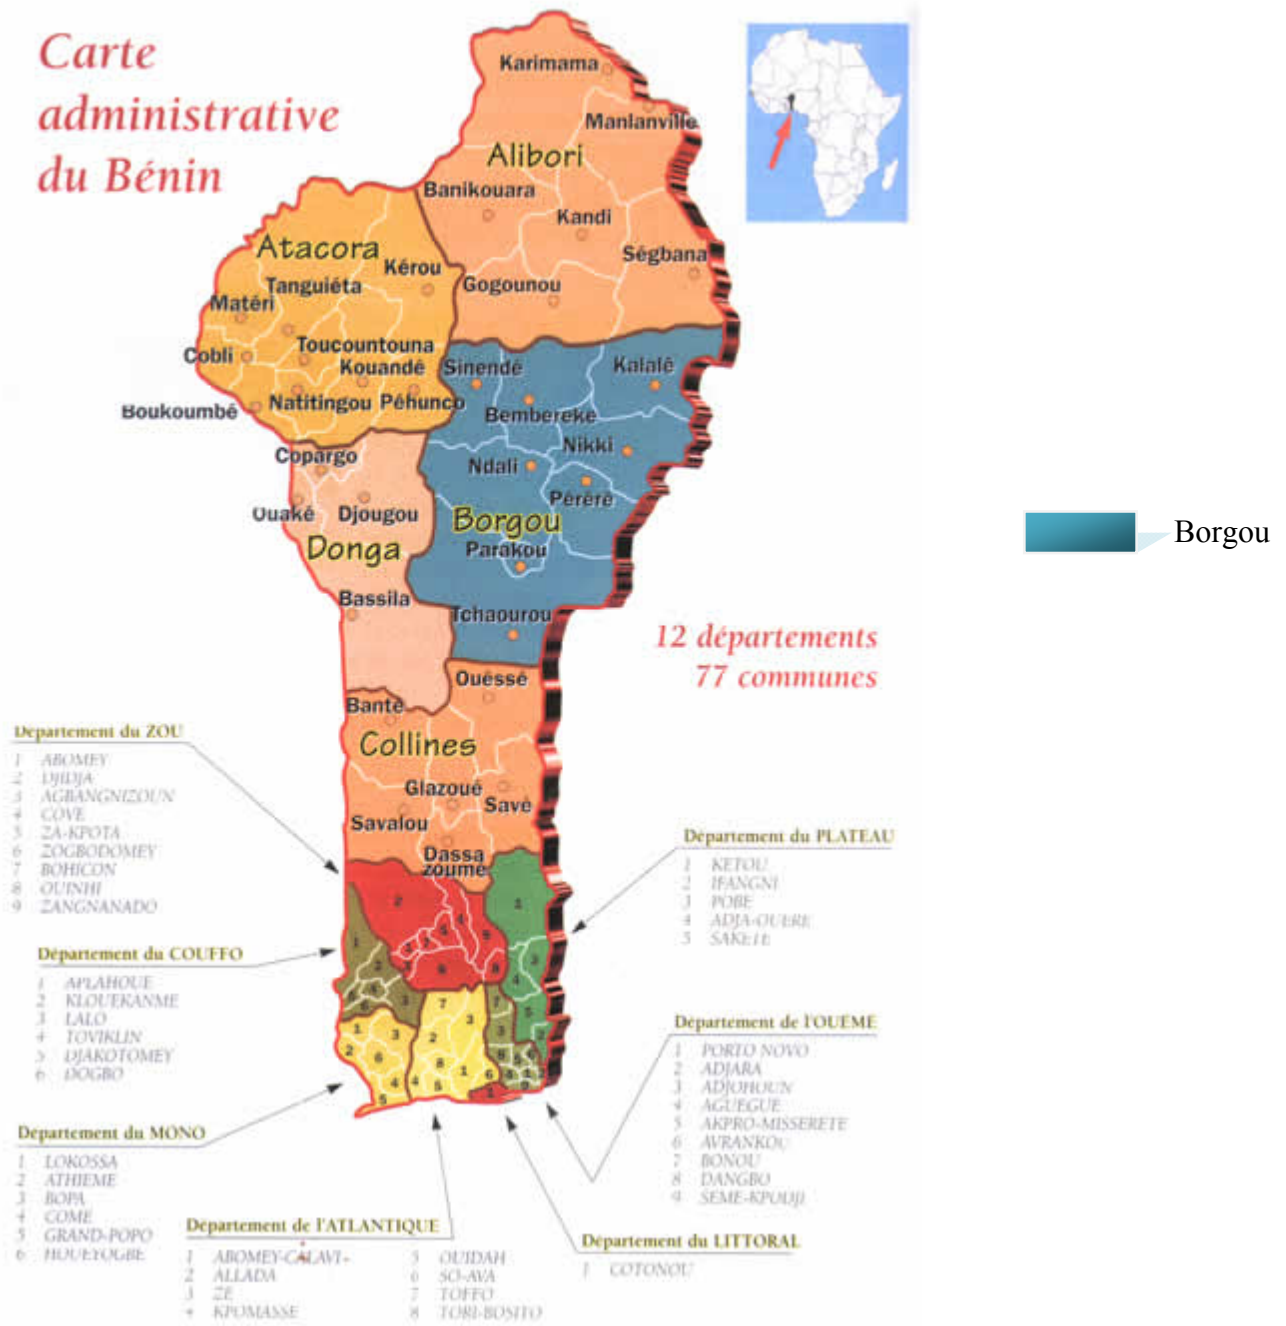 Carte
administrative
du Bénin
Karimama
Manlanville
Alibori
Banikouara
Kandi
Ségbana
Gogounou
Atacora
Kérou
Tanguiéta
Matéri
Toucountouna
Cobli
Kouandé
Natitingou
Péhunco
Boukoumbé
Sinendé
Kalalé
Bembereke
Nikki
Ndali
Pérérè
Borgou
Parakou
Tchaourou
Copargo
Ouaké
Djougou
Donga
Bassila
Borgou
12 départements
77 communes
Ouéssé
Bantè
Collines
Glazoué
Savè
Savalou
Dassa
zoumé
Département du ZOU
1 ABOMEY
2 DJIDJA
3 AGBANGNIZOUN
4 COVE
5 ZA-KPOTA
6 ZOGBODOMEY
7 BOHICON
8 OUINHI
9 ZANGNANADO
Département du PLATEAU
1 KETOU
2 IFANGNI
3 POBE
4 ADJA-OUERE
5 SAKETE
Département du COUFFO
1 APLAHOUE
2 KLOUEKANME
3 LALO
4 TOVIKLIN
5 DJAKOTOMEY
6 DOGBO
Département de l'OUEME
1 PORTO NOVO
2 ADJARA
3 ADJOHOUN
4 AGUEGUE
5 AKPRO-MISSERETE
6 AVRANKOU
7 BONOU
8 DANGBO
9 SEME-KPODJI
Département du MONO
1 LOKOSSA
2 ATHIEME
3 BOPA
4 COME
5 GRAND-POPO
6 HOUEYOGBE
Département de l'ATLANTIQUE
1 ABOMEY-CALAVI
2 ALLADA
3 ZE
4 KPOMASSE
5 OUIDAH
6 SO-AVA
7 TOFFO
8 TORI-BOSITO
Département du LITTORAL
1 COTONOU